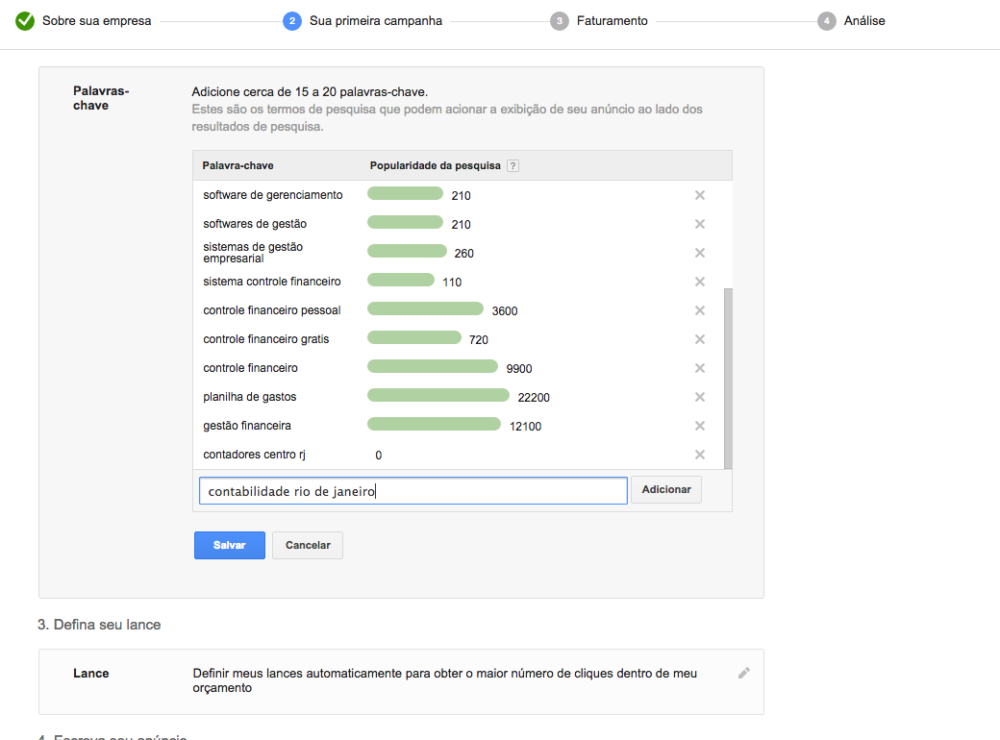 Sobre sua empresa
2 Sua primeira campanha
3 Faturamento
4 Análise
Palavras-
chave
Adicione cerca de 15 a 20 palavras-chave.
Estes são os termos de pesquisa que podem acionar a exibição de seu anúncio ao lado dos
resultados de pesquisa.
Palavra-chave Popularidade da pesquisa ?
software de gerenciamento 210
softwares de gestão 210
sistemas de gestão
empresarial 260
sistema controle financeiro 110
controle financeiro pessoal 3600
controle financeiro gratis 720
controle financeiro 9900
planilha de gastos 22200
gestão financeira 12100
contadores centro rj 0
contabilidade rio de janeiro Adicionar
Salvar Cancelar
3. Defina seu lance
Lance
Definir meus lances automaticamente para obter o maior número de cliques dentro de meu
orçamento
4. Escreva seu anúncio